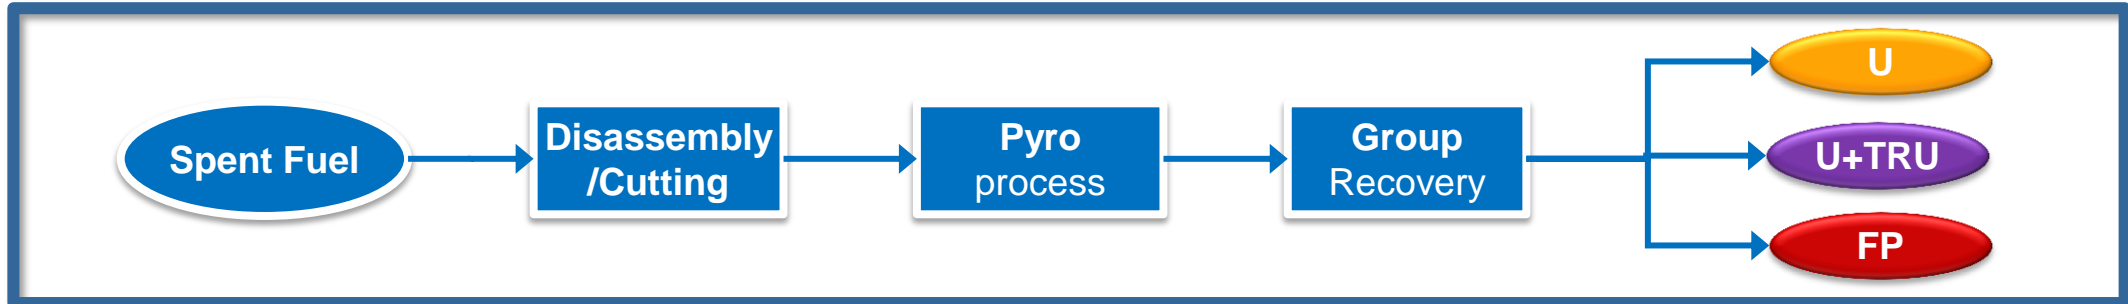 Spent Fuel
Disassembly
/Cutting
Pyro
process
Group
Recovery
U
U+TRU
FP